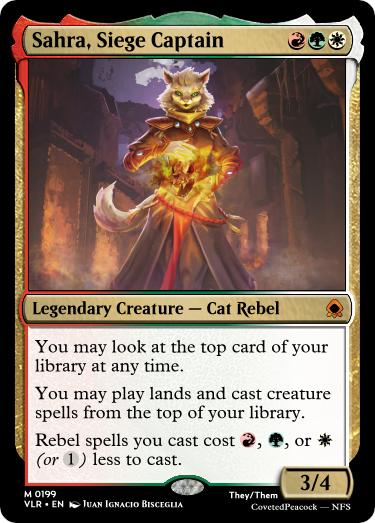 Sahra, Siege Captain
Legendary Creature — Cat Rebel
You may look at the top card of your
library at any time.
You may play lands and cast creature
spells from the top of your library.
Rebel spells you cast cost R, G, or W
(or 1) less to cast.
3/4
M 0199
VLR • EN Juan Ignacio Bisceglia
They/Them
CovetedPeacock — NFS